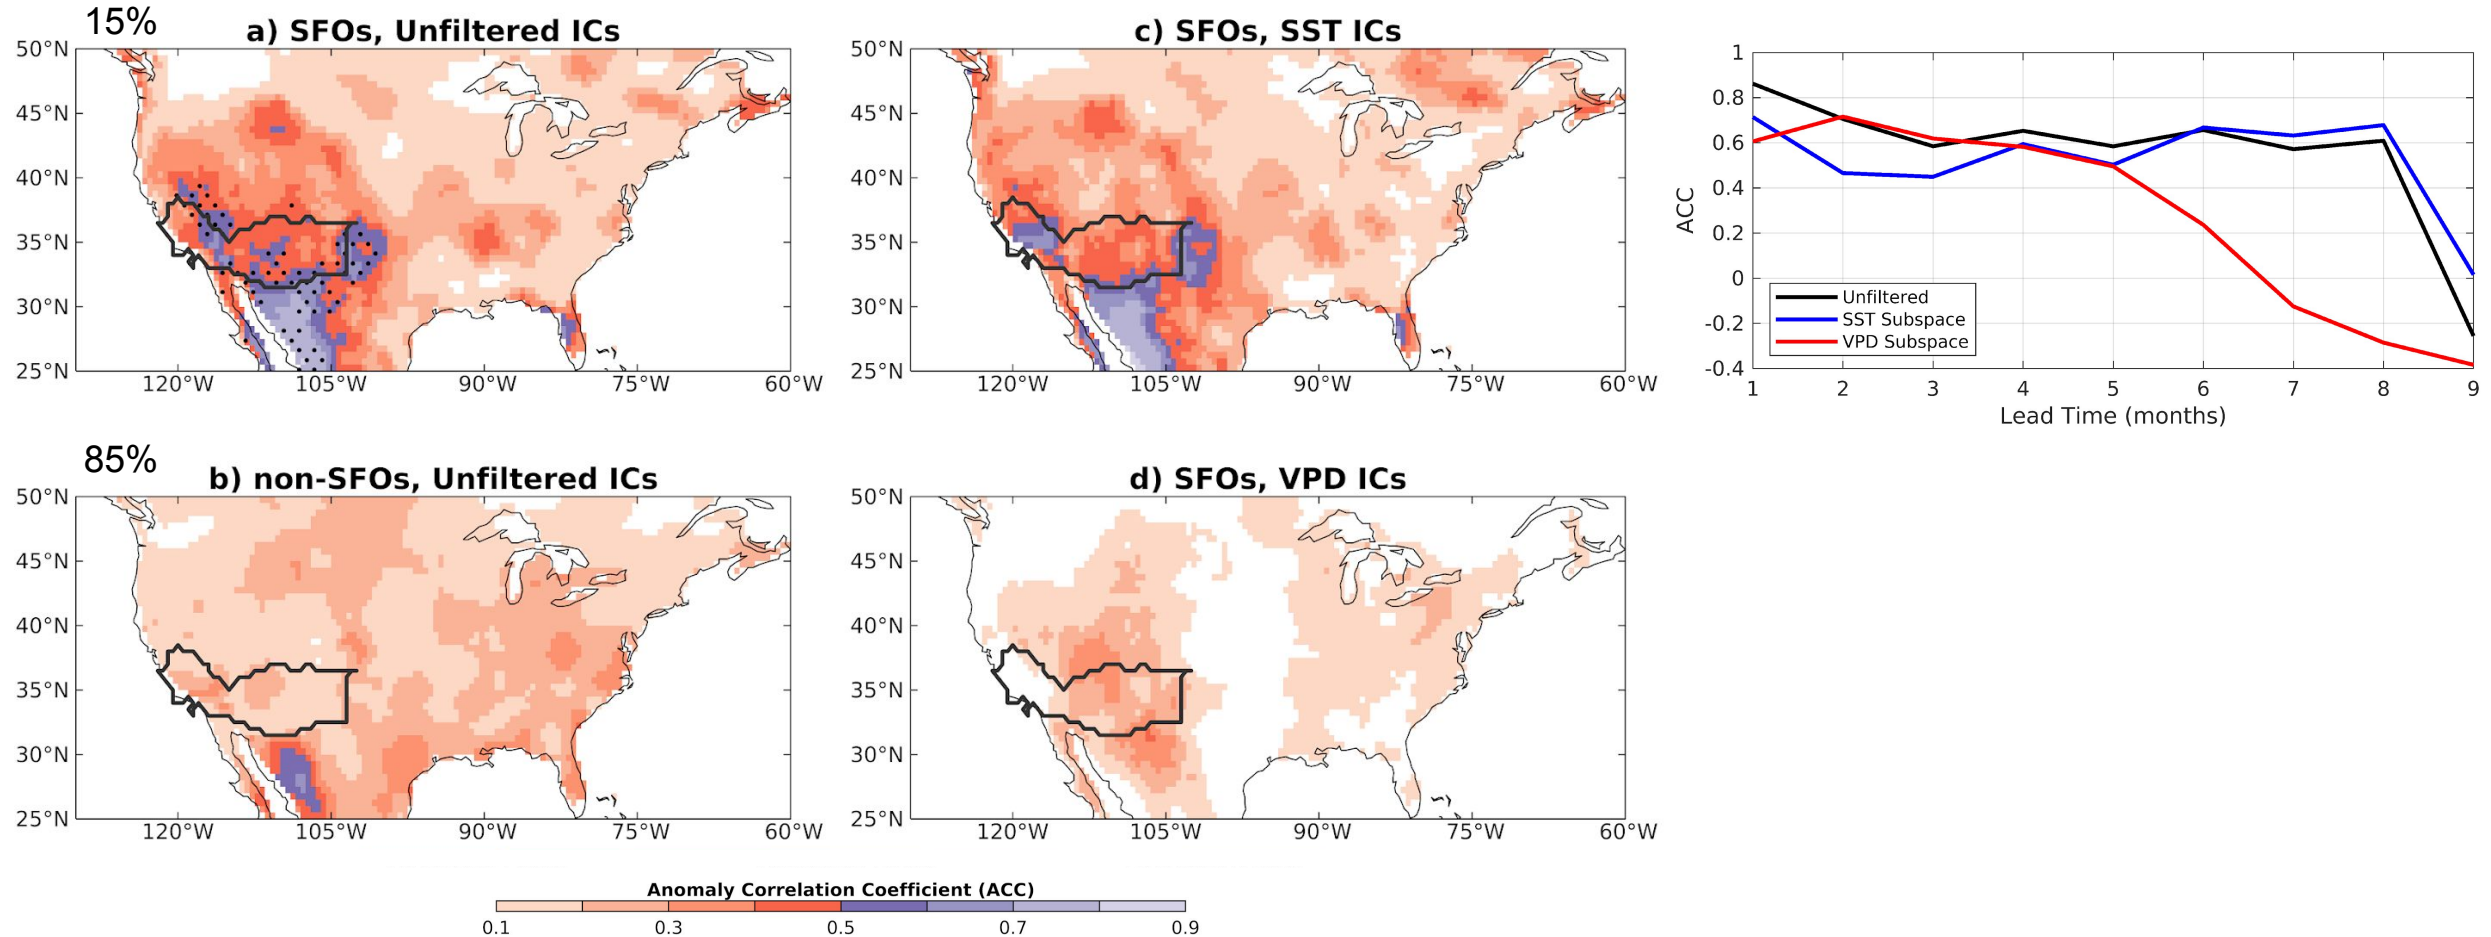 15%
a) SFOs, Unfiltered ICs
50°N
45°N
40°N
35°N
30°N
25°N
120°W 105°W 90°W 75°W 60°W
c) SFOs, SST ICs
50°N
45°N
40°N
35°N
30°N
25°N
120°W 105°W 90°W 75°W 60°W
1
0.8
0.6
0.4
0.2
0
-0.2
-0.4
ACC
Unfiltered
SST Subspace
VPD Subspace
1 2 3 4 5 6 7 8 9
Lead Time (months)
85%
b) non-SFOs, Unfiltered ICs
50°N
45°N
40°N
35°N
30°N
25°N
120°W 105°W 90°W 75°W 60°W
d) SFOs, VPD ICs
50°N
45°N
40°N
35°N
30°N
25°N
120°W 105°W 90°W 75°W 60°W
Anomaly Correlation Coefficient (ACC)
0.1 0.3 0.5 0.7 0.9